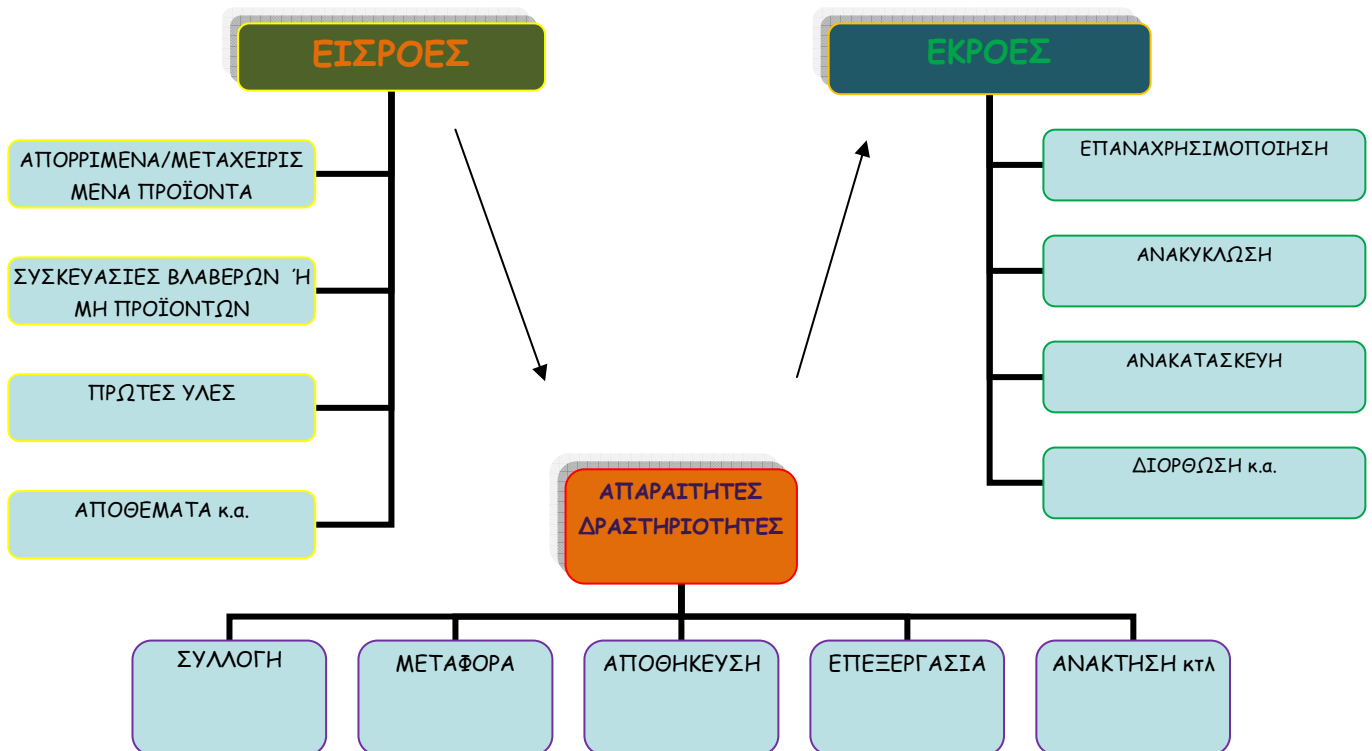 ΕΙΣΡΟΕΣ
ΑΠΟΡΡΙΜΕΝΑ/ΜΕΤΑΧΕΙΡΙΣ
ΜΕΝΑ ΠΡΟΪΟΝΤΑ
ΣΥΣΚΕΥΑΣΙΕΣ ΒΛΑΒΕΡΩΝ Ή
ΜΗ ΠΡΟΪΟΝΤΩΝ
ΠΡΩΤΕΣ ΥΛΕΣ
ΑΠΟΘΕΜΑΤΑ κ.α.
ΕΚΡΟΕΣ
ΕΠΑΝΑΧΡΗΣΙΜΟΠΟΙΗΣΗ
ΑΝΑΚΥΚΛΩΣΗ
ΑΝΑΚΑΤΑΣΚΕΥΗ
ΔΙΟΡΘΩΣΗ κ.α.
ΑΠΑΡΑΙΤΗΤΕΣ
ΔΡΑΣΤΗΡΙΟΤΗΤΕΣ
ΣΥΛΛΟΓΗ
ΜΕΤΑΦΟΡΑ
ΑΠΟΘΗΚΕΥΣΗ
ΕΠΕΞΕΡΓΑΣΙΑ
ΑΝΑΚΤΗΣΗ κτλ